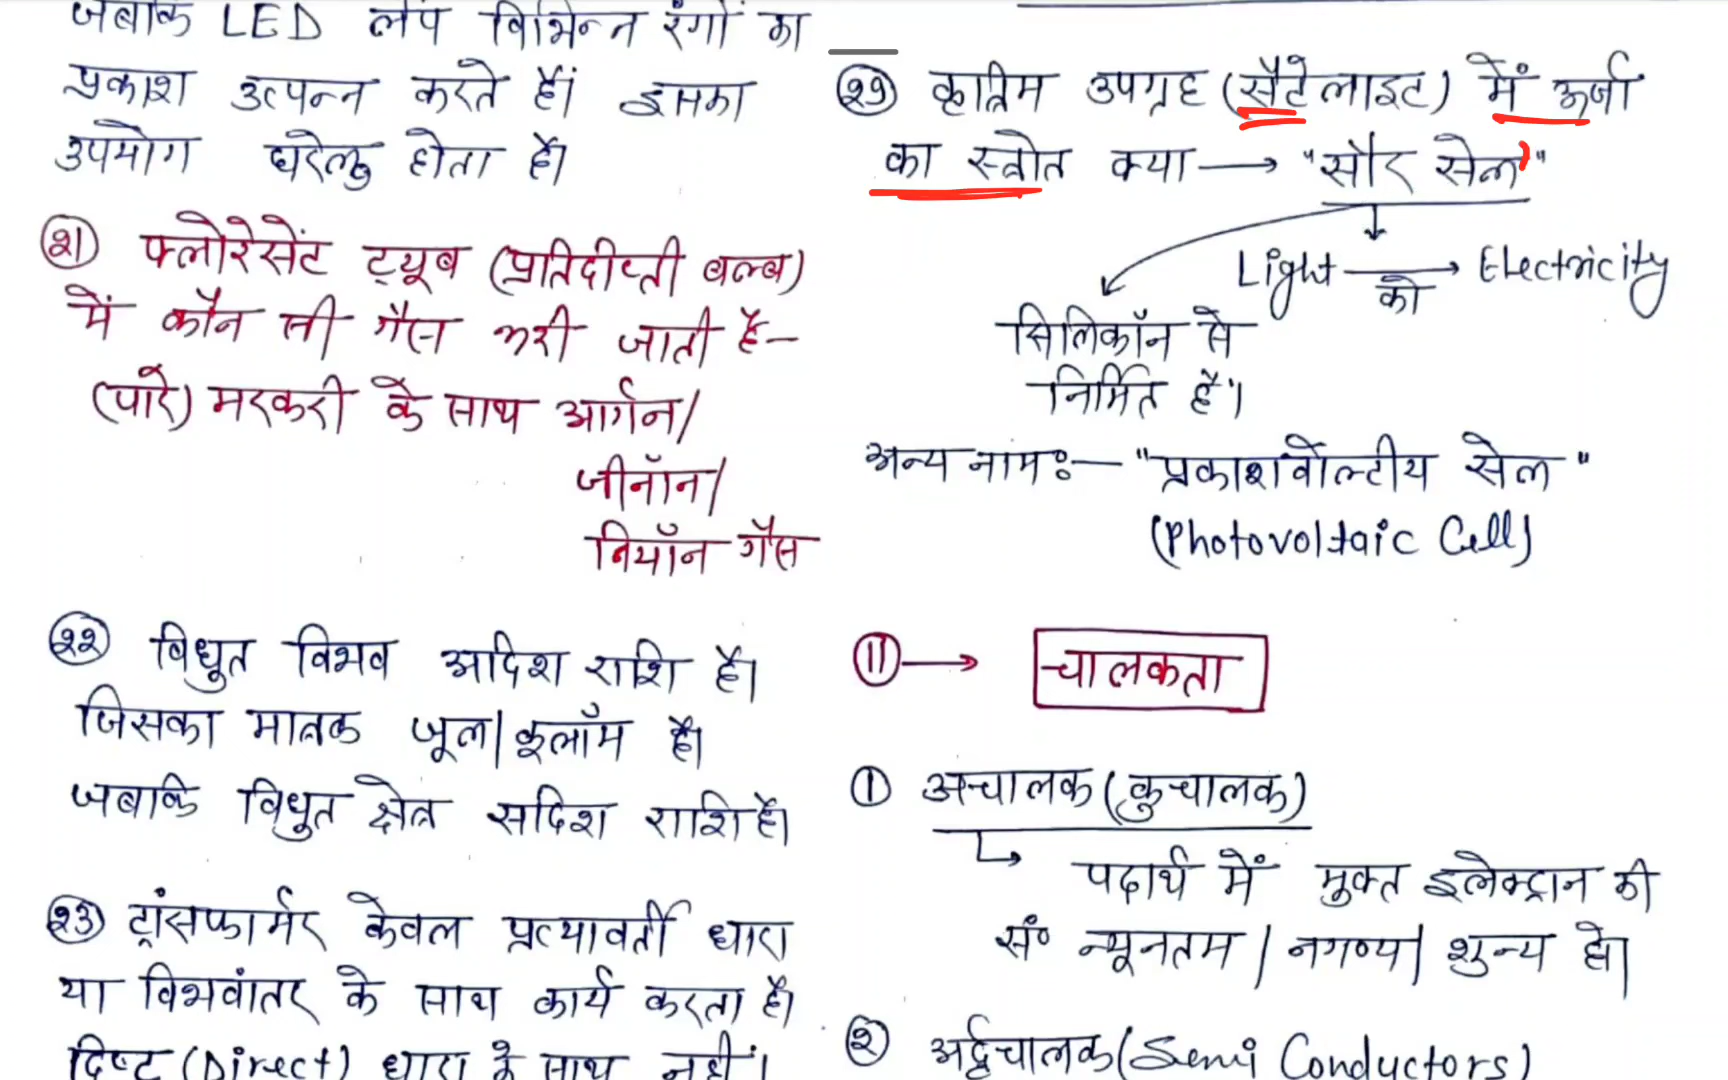 जबकि LED लैंप विभिन्न रंगों का
प्रकाश उत्पन्न करते हैं। इसका
उपयोग घरेलु होता है।
(21) फ्लोरेसेंट ट्यूब (प्रतिदीप्ती बल्ब)
में कौन सी गैस भरी जाती है-
(पारे) मरकरी के साथ आर्गन/
जीनॉन/
नियॉन गैस
(22) विधुत विभव अदिश राशि है।
जिसका मात्रक जूल/कूलॉम है।
जबकि विधुत क्षेत्र सदिश राशि है।
(23) ट्रांसफार्मर केवल प्रत्यावर्ती धारा
या विभवांतर के साथ कार्य करता है।
दिष्ट (Direct) धारा के साथ नहीं।
(29) कृत्रिम उपग्रह (सैटेलाइट) में ऊर्जा
का स्त्रोत क्या → "सौर सेल"
Light → को Electricity
सिलिकॉन से
निर्मित है।
अन्य नामः— "प्रकाशवोल्टीय सेल"
(Photovoltaic Cell)
(11) → चालकता
(1) अचालक (कुचालक)
↳ पदार्थ में मुक्त इलेक्ट्रान की
सं० न्यूनतम / नगण्य / शुन्य हो।
(2) अर्द्धचालक (Semi Conductors)